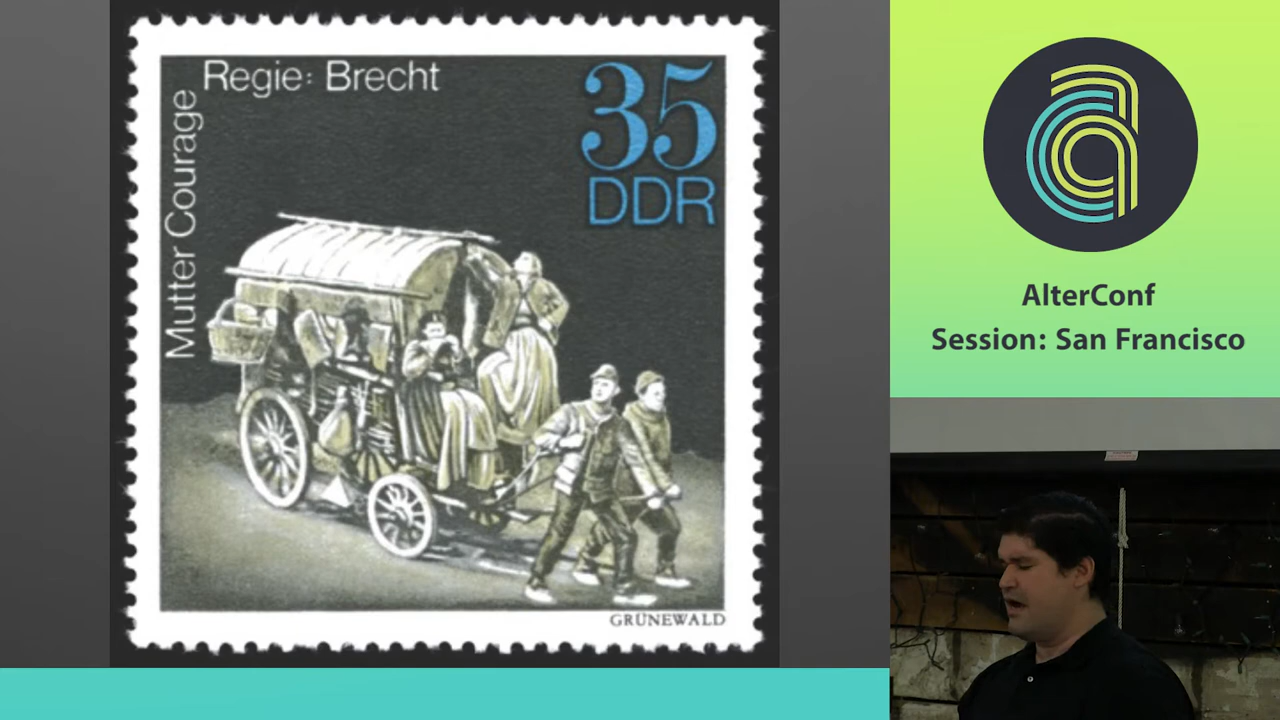 Regie: Brecht
Mutter Courage
35
DDR
GRÜNEWALD
AlterConf
Session: San Francisco